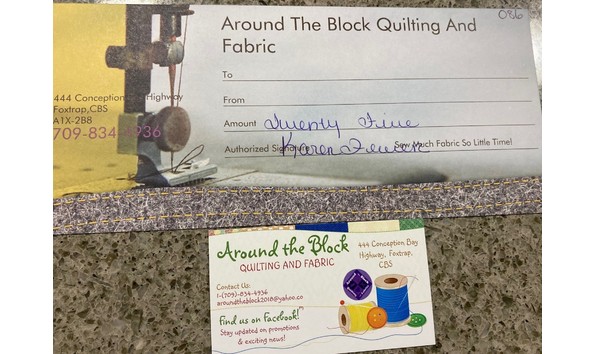 086
Around The Block Quilting And
Fabric
To
From
Amount Twenty Five
Authorized Signature Karen
Sew Much Fabric So Little Time!
444 Conception Bay Highway
Foxtrap,CBS
A1X-2B8
709-834-4936
Around the Block
QUILTING AND FABRIC
444 Conception Bay
Highway, Foxtrap,
CBS
Contact Us:
1-(709)-834-4936
aroundtheblock2018@yahoo.co
Find us on Facebook!
Stay updated on promotions
& exciting news!